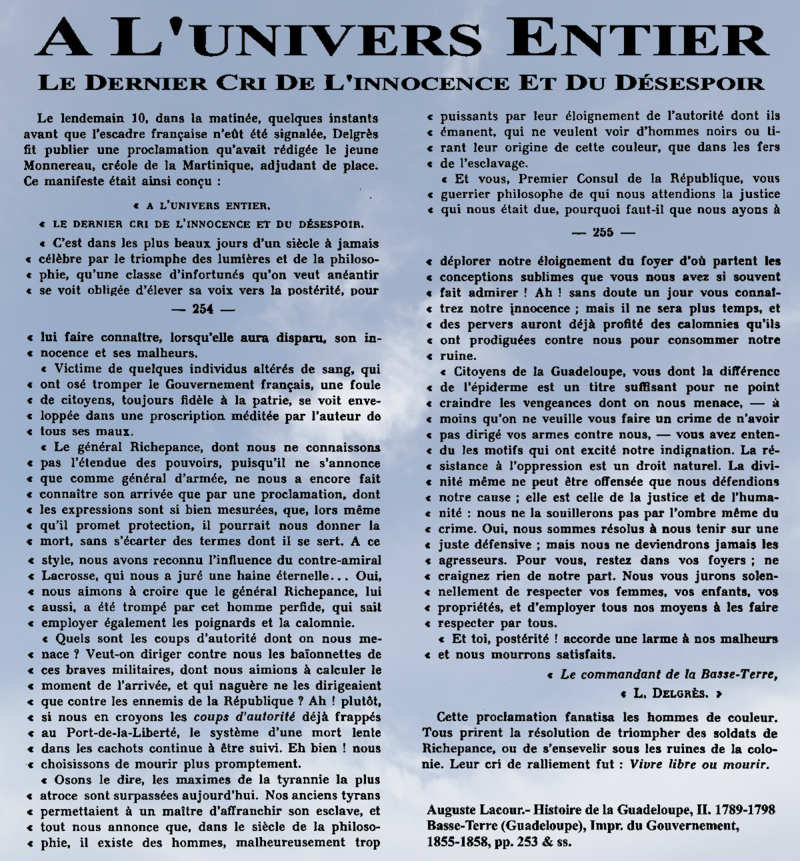 A L'UNIVERS ENTIER
LE DERNIER CRI DE L'INNOCENCE ET DU DÉSESPOIR
Le lendemain 10, dans la matinée, quelques instants
avant que l'escadre française n'eût été signalée, Delgrès
fit publier une proclamation qu'avait rédigée le jeune
Monnereau, créole de la Martinique, adjudant de place.
Ce manifeste était ainsi conçu :
« A L'UNIVERS ENTIER.
« LE DERNIER CRI DE L'INNOCENCE ET DU DÉSESPOIR.
« C'est dans les plus beaux jours d'un siècle à jamais
« célèbre par le triomphe des lumières et de la philoso-
« phie, qu'une classe d'infortunés qu'on veut anéantir
« se voit obligée d'élever sa voix vers la postérité, pour
— 254 —
« lui faire connaître, lorsqu'elle aura disparu, son in-
« nocence et ses malheurs.
« Victime de quelques individus altérés de sang, qui
« ont osé tromper le Gouvernement français, une foule
« de citoyens, toujours fidèle à la patrie, se voit enve-
« loppée dans une proscription méditée par l'auteur de
« tous ses maux.
« Le général Richepance, dont nous ne connaissons
« pas l'étendue des pouvoirs, puisqu'il ne s'annonce
« que comme général d'armée, ne nous a encore fait
« connaître son arrivée que par une proclamation, dont
« les expressions sont si bien mesurées, que, lors même
« qu'il promet protection, il pourrait nous donner la
« mort, sans s'écarter des termes dont il se sert. A ce
« style, nous avons reconnu l'influence du contre-amiral
« Lacrosse, qui nous a juré une haine éternelle... Oui,
« nous aimons à croire que le général Richepance, lui
« aussi, a été trompé par cet homme perfide, qui sait
« employer également les poignards et la calomnie.
« Quels sont les coups d'autorité dont on nous me-
« nace ? Veut-on diriger contre nous les baïonnettes de
« ces braves militaires, dont nous aimions à calculer le
« moment de l'arrivée, et qui naguère ne les dirigeaient
« que contre les ennemis de la République ? Ah ! plutôt,
« si nous en croyons les coups d'autorité déjà frappés
« au Port-de-la-Liberté, le système d'une mort lente
« dans les cachots continue à être suivi. Eh bien ! nous
« choisissons de mourir plus promptement.
« Osons le dire, les maximes de la tyrannie la plus
« atroce sont surpassées aujourd'hui. Nos anciens tyrans
« permettaient à un maître d'affranchir son esclave, et
« tout nous annonce que, dans le siècle de la philoso-
« phie, il existe des hommes, malheureusement trop
« puissants par leur éloignement de l'autorité dont ils
« émanent, qui ne veulent voir d'hommes noirs ou ti-
« rant leur origine de cette couleur, que dans les fers
« de l'esclavage.
« Et vous, Premier Consul de la République, vous
« guerrier philosophe de qui nous attendions la justice
« qui nous était due, pourquoi faut-il que nous ayons à
— 255 —
« déplorer notre éloignement du foyer d'où partent les
« conceptions sublimes que vous nous avez si souvent
« fait admirer ! Ah ! sans doute un jour vous connaî-
« trez notre innocence ; mais il ne sera plus temps, et
« des pervers auront déjà profité des calomnies qu'ils
« ont prodiguées contre nous pour consommer notre
« ruine.
« Citoyens de la Guadeloupe, vous dont la différence
« de l'épiderme est un titre suffisant pour ne point
« craindre les vengeances dont on nous menace, — à
« moins qu'on ne veuille vous faire un crime de n'avoir
« pas dirigé vos armes contre nous, — vous avez enten-
« du les motifs qui ont excité notre indignation. La ré-
« sistance à l'oppression est un droit naturel. La divi-
« nité même ne peut être offensée que nous défendions
« notre cause ; elle est celle de la justice et de l'huma-
« nité : nous ne la souillerons pas par l'ombre même du
« crime. Oui, nous sommes résolus à nous tenir sur une
« juste défensive ; mais nous ne deviendrons jamais les
« agresseurs. Pour vous, restez dans vos foyers ; ne
« craignez rien de notre part. Nous vous jurons solen-
« nellement de respecter vos femmes, vos enfants, vos
« propriétés, et d'employer tous nos moyens à les faire
« respecter par tous.
« Et toi, postérité ! accorde une larme à nos malheurs
« et nous mourrons satisfaits.
« Le commandant de la Basse-Terre,
« L. DELGRÈS. »
Cette proclamation fanatisa les hommes de couleur.
Tous prirent la résolution de triompher des soldats de
Richepance, ou de s'ensevelir sous les ruines de la colo-
nie. Leur cri de ralliement fut : Vivre libre ou mourir.
Auguste Lacour.- Histoire de la Guadeloupe, II. 1789-1798
Basse-Terre (Guadeloupe), Impr. du Gouvernement,
1855-1858, pp. 253 & ss.